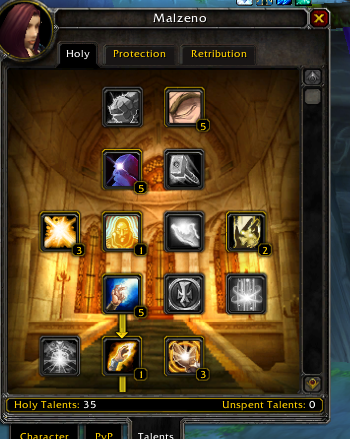 Malzeno
Holy Protection Retribution
5
5
3 1 2
5
1 3
Holy Talents: 35 Unspent Talents: 0
Character PvP Talents